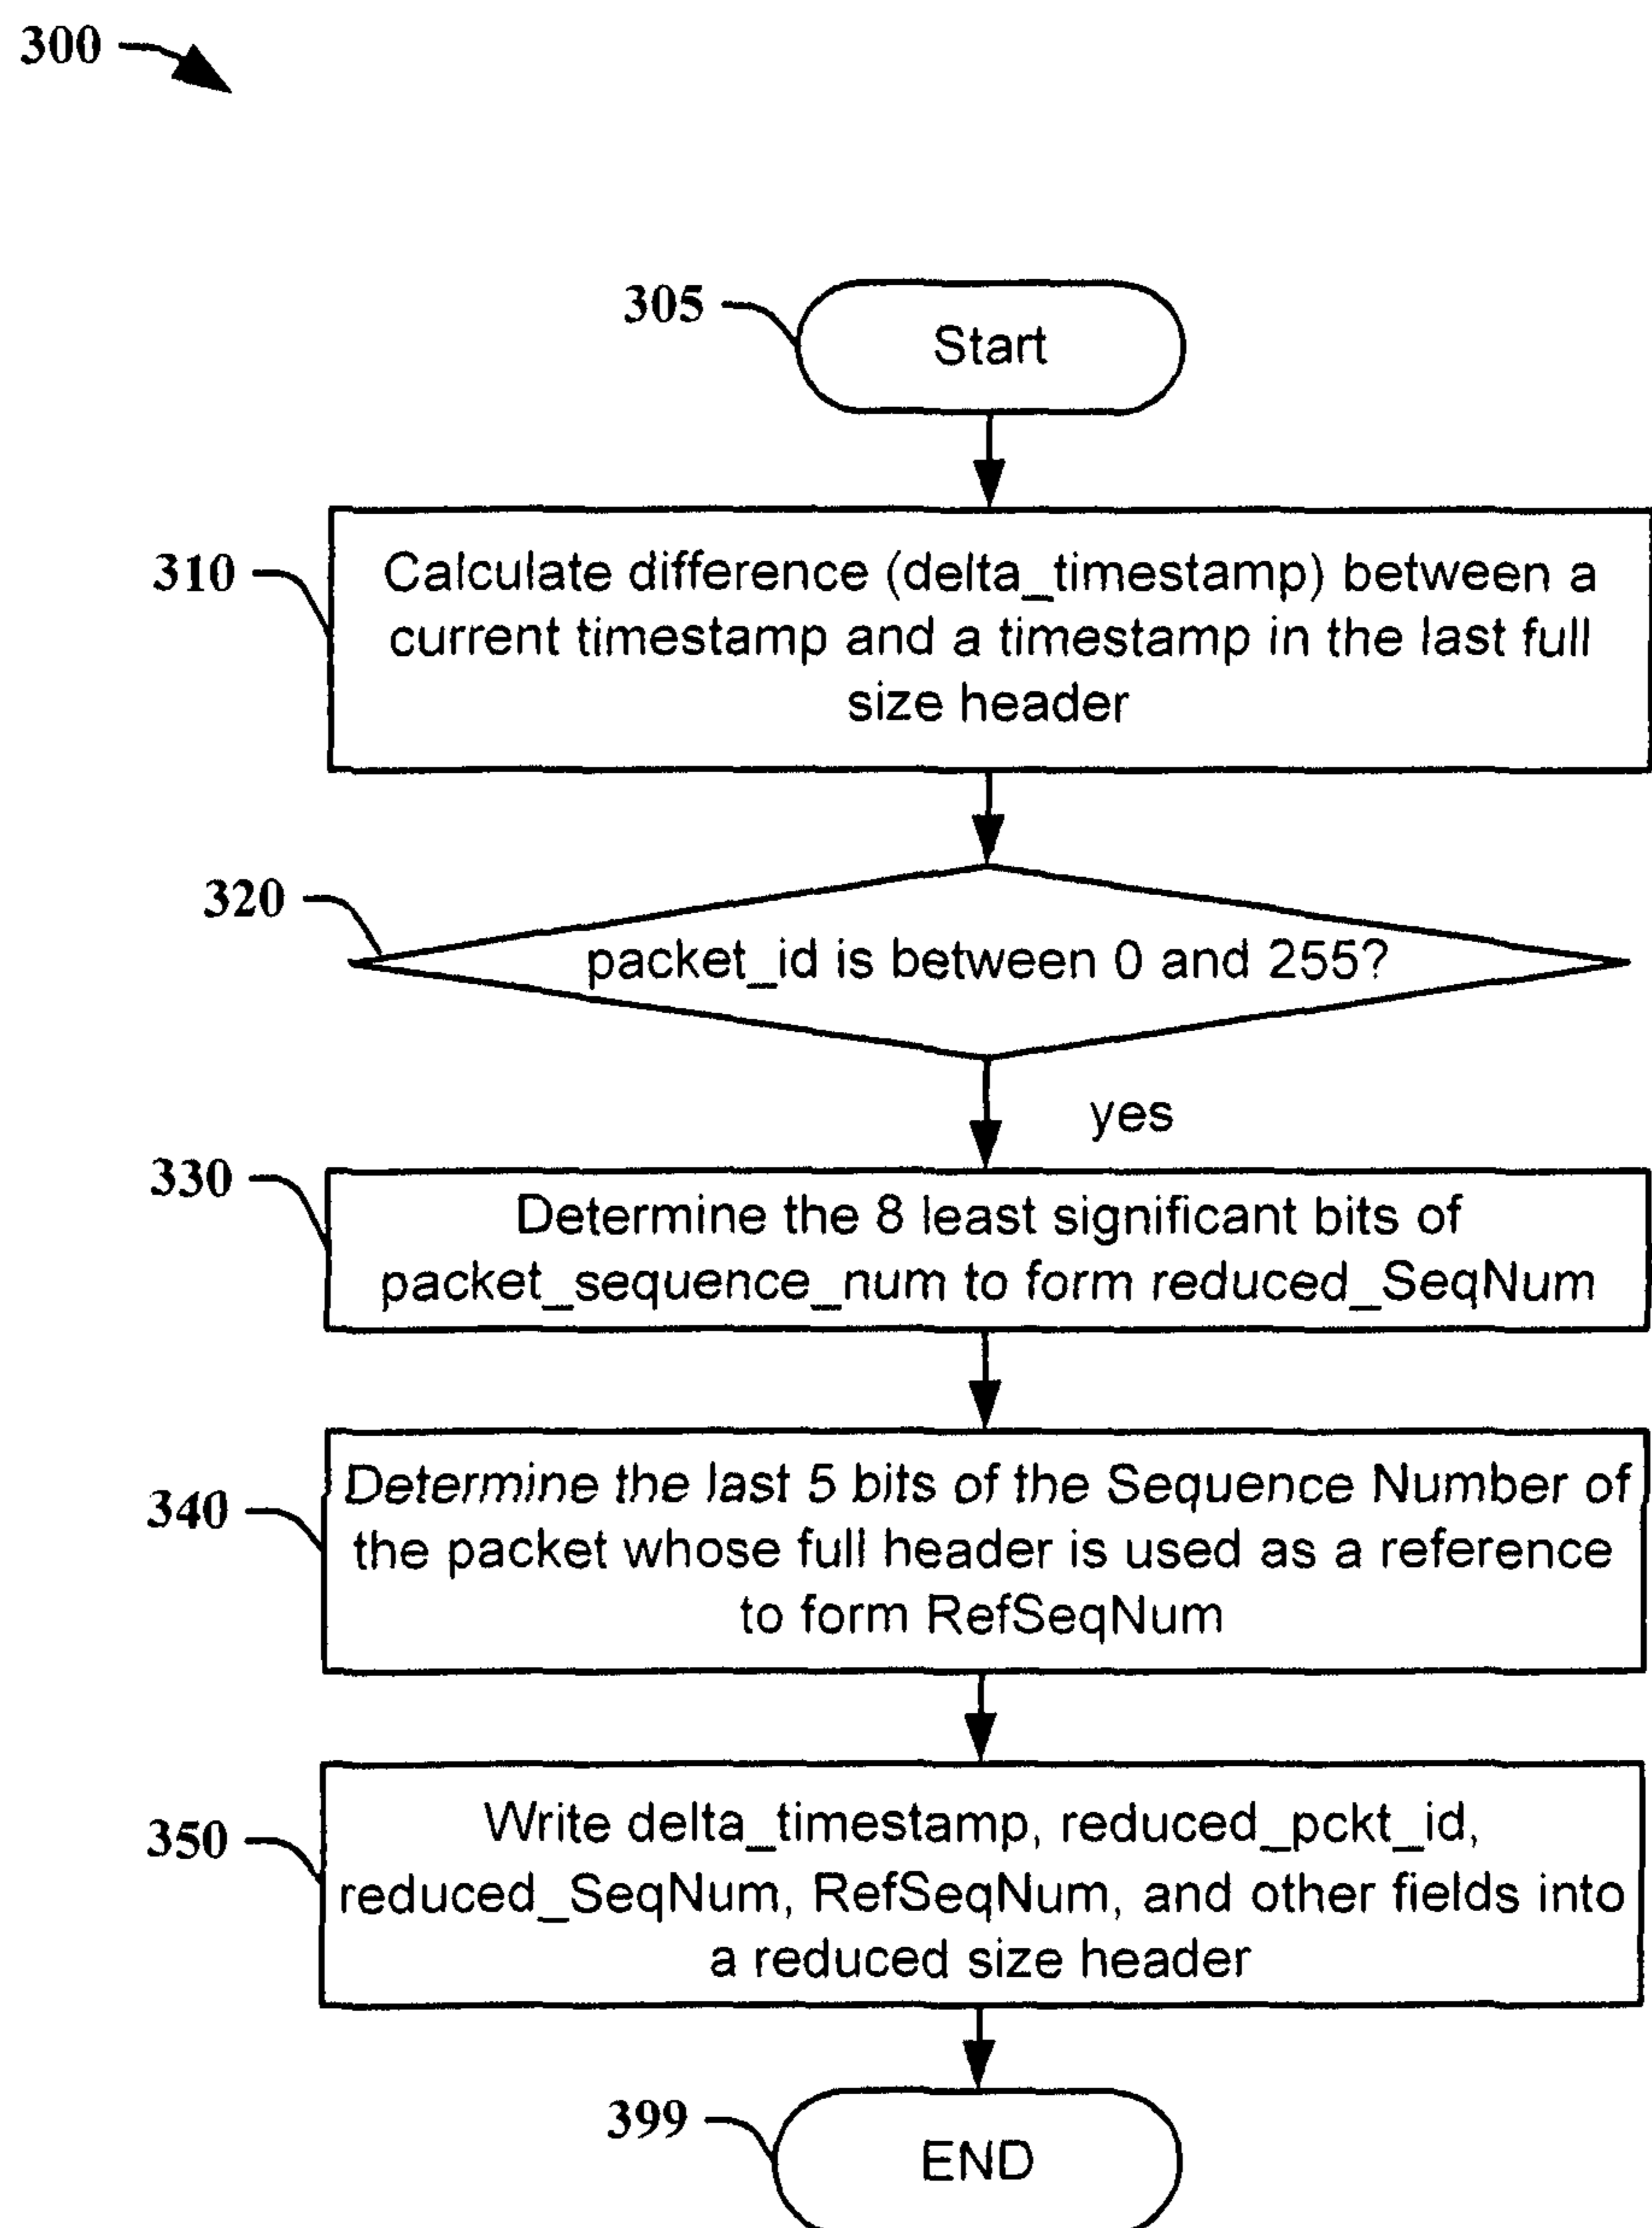 300
305
Start
310
Calculate difference (delta_timestamp) between a
current timestamp and a timestamp in the last full
size header
320
packet_id is between 0 and 255?
yes
330
Determine the 8 least significant bits of
packet_sequence_num to form reduced_SeqNum
340
Determine the last 5 bits of the Sequence Number of
the packet whose full header is used as a reference
to form RefSeqNum
350
Write delta_timestamp, reduced_pckt_id,
reduced_SeqNum, RefSeqNum, and other fields into
a reduced size header
399
END